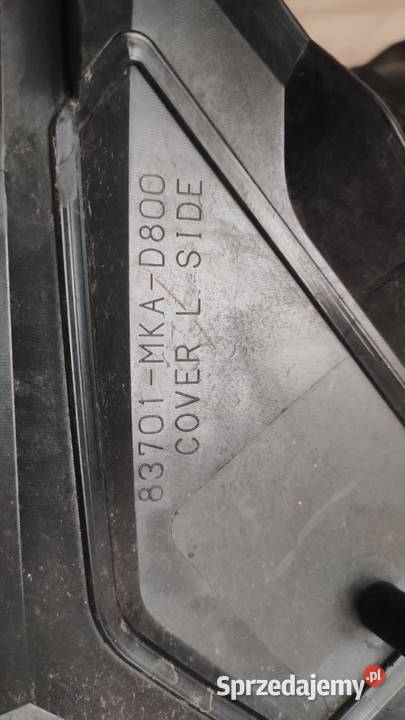 83701-MKA-D800
COVER L SIDE
Sprzedajemy.pl